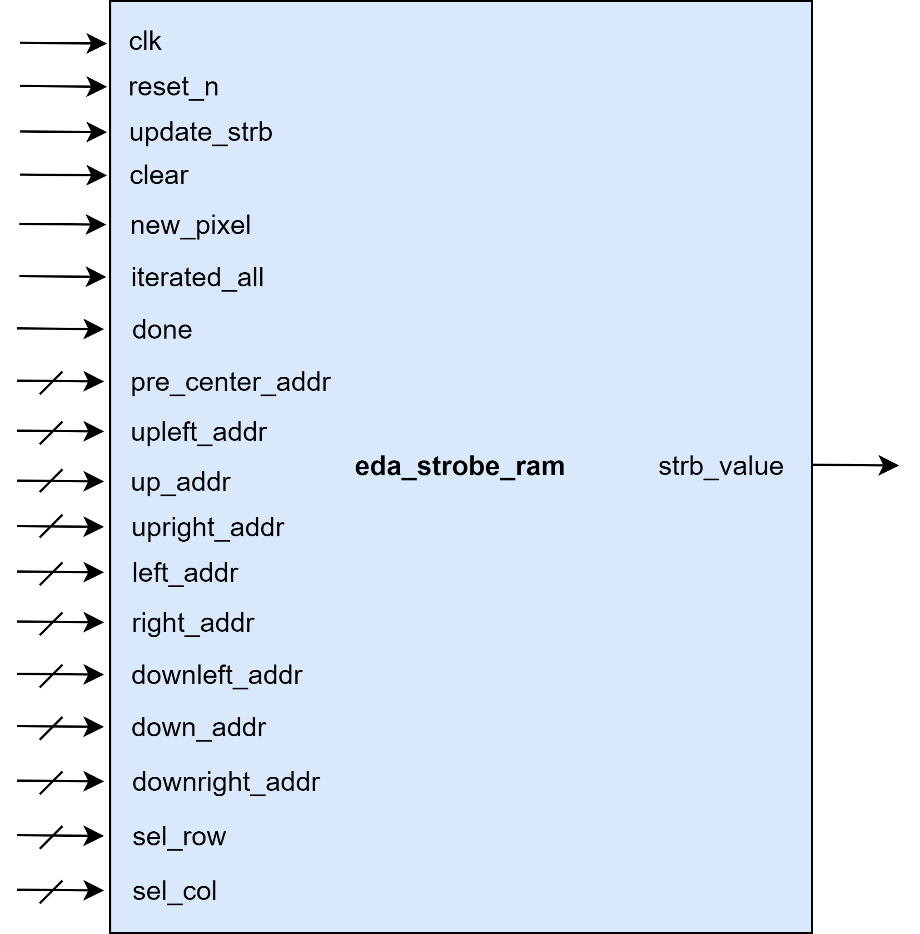 clk
reset_n
update_strb
clear
new_pixel
iterated_all
done
pre_center_addr
upleft_addr
eda_strobe_ram
strb_value
up_addr
upright_addr
left_addr
right_addr
downleft_addr
down_addr
downright_addr
sel_row
sel_col